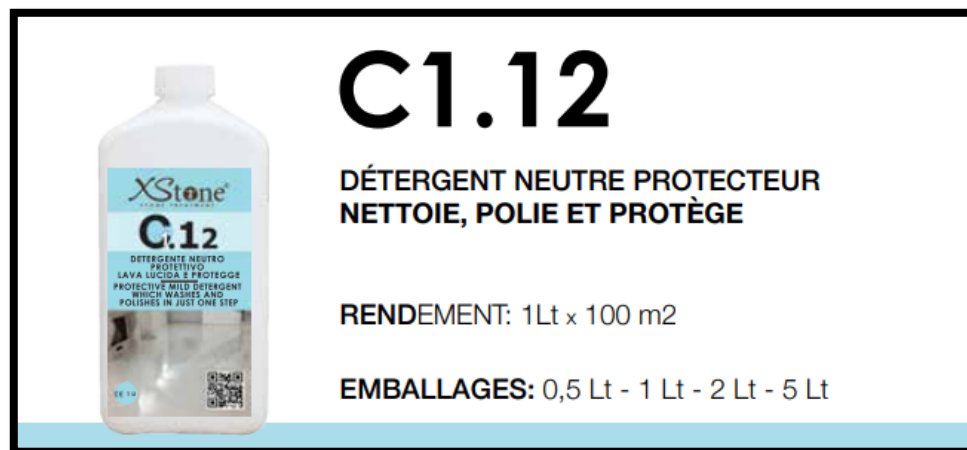 C1.12
DÉTERGENT NEUTRE PROTECTEUR
NETTOIE, POLIE ET PROTÈGE
RENDEMENT: 1Lt x 100 m2
EMBALLAGES: 0,5 Lt - 1 Lt - 2 Lt - 5 Lt
XStone®
STONE TREATMENT
C1.12
DETERGENTE NEUTRO
PROTETTIVO
LAVA LUCIDA E PROTEGGE
PROTECTIVE MILD DETERGENT
WHICH WASHES AND
POLISHES IN JUST ONE STEP